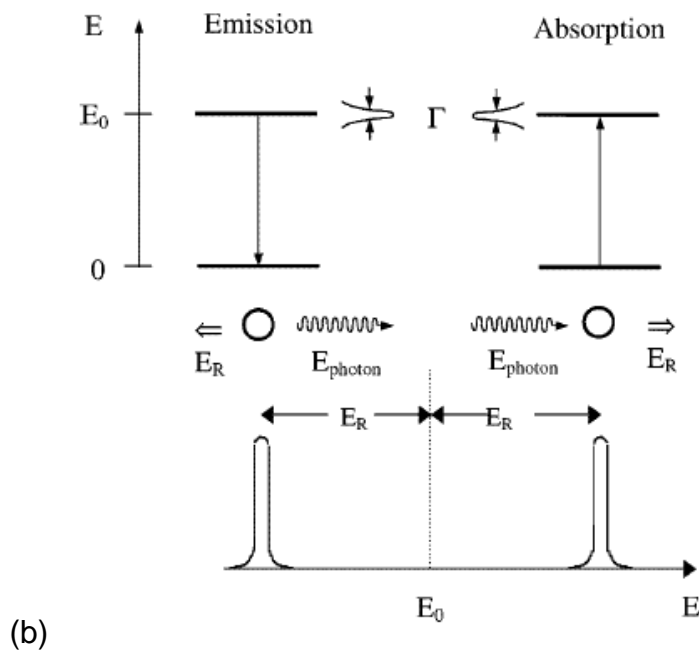 E Emission Absorption
E₀ Γ
0
⇐ ⇒
E_R E_photon E_photon E_R
E_R E_R
E₀ E
(b)